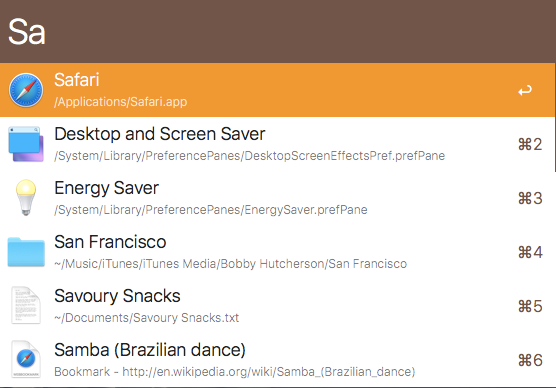 Sa
Safari
/Applications/Safari.app
↩
Desktop and Screen Saver
/System/Library/PreferencePanes/DesktopScreenEffectsPref.prefPane
⌘2
Energy Saver
/System/Library/PreferencePanes/EnergySaver.prefPane
⌘3
San Francisco
~/Music/iTunes/iTunes Media/Bobby Hutcherson/San Francisco
⌘4
Savoury Snacks
~/Documents/Savoury Snacks.txt
⌘5
Samba (Brazilian dance)
Bookmark - http://en.wikipedia.org/wiki/Samba_(Brazilian_dance)
⌘6